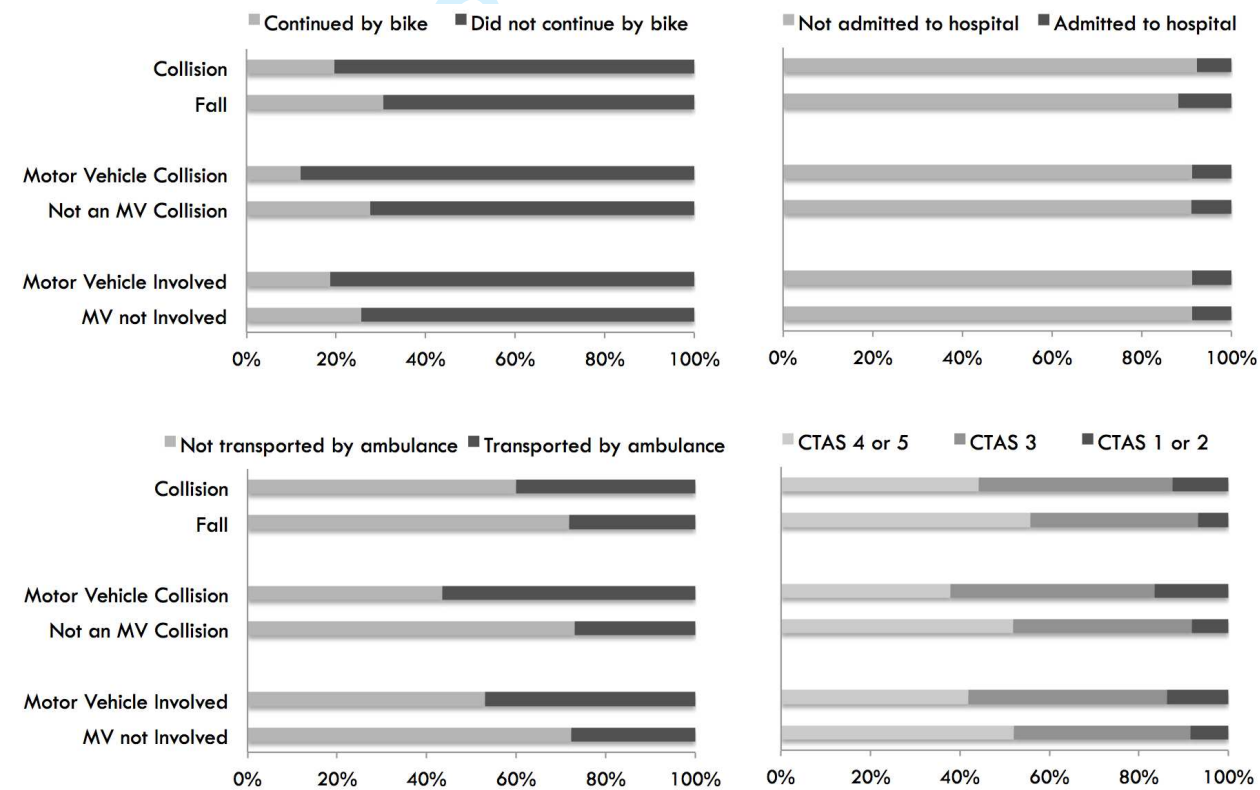 Continued by bike Did not continue by bike
Collision
Fall
Motor Vehicle Collision
Not an MV Collision
Motor Vehicle Involved
MV not Involved
0% 20% 40% 60% 80% 100%
Not admitted to hospital Admitted to hospital
0% 20% 40% 60% 80% 100%
Not transported by ambulance Transported by ambulance
Collision
Fall
Motor Vehicle Collision
Not an MV Collision
Motor Vehicle Involved
MV not Involved
0% 20% 40% 60% 80% 100%
CTAS 4 or 5 CTAS 3 CTAS 1 or 2
0% 20% 40% 60% 80% 100%